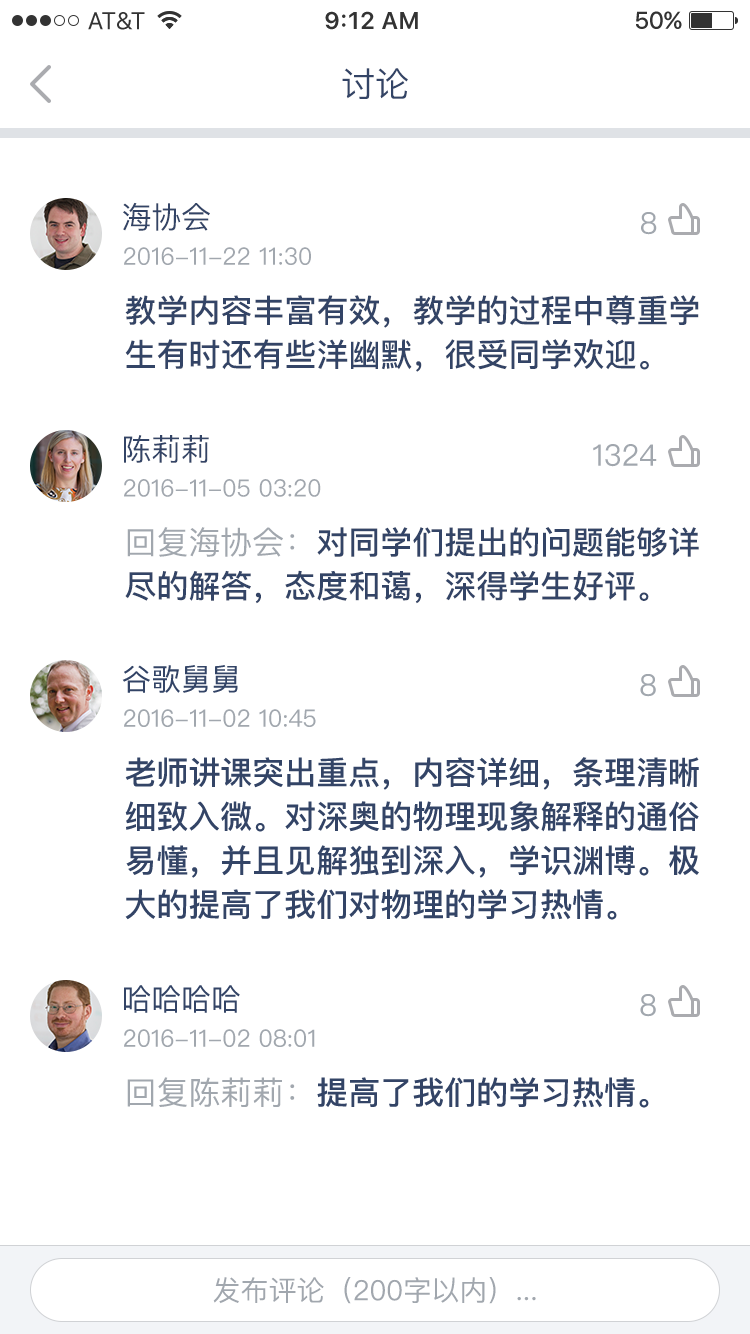 AT&T 9:12 AM 50%
讨论
海协会 8
2016-11-22 11:30
教学内容丰富有效，教学的过程中尊重学
生有时还有些洋幽默，很受同学欢迎。
陈莉莉 1324
2016-11-05 03:20
回复海协会：对同学们提出的问题能够详
尽的解答，态度和蔼，深得学生好评。
谷歌舅舅 8
2016-11-02 10:45
老师讲课突出重点，内容详细，条理清晰
细致入微。对深奥的物理现象解释的通俗
易懂，并且见解独到深入，学识渊博。极
大的提高了我们对物理的学习热情。
哈哈哈哈 8
2016-11-02 08:01
回复陈莉莉：提高了我们的学习热情。
发布评论（200字以内）...